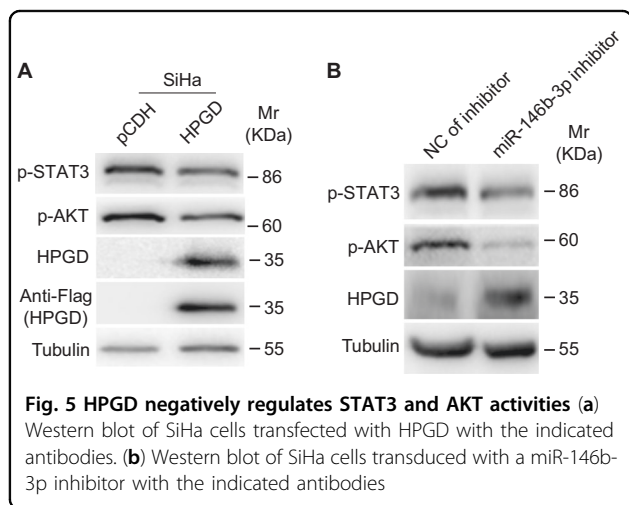 A
SiHa
pCDH HPGD
Mr
(KDa)
p-STAT3 – 86
p-AKT – 60
HPGD – 35
Anti-Flag
(HPGD) – 35
Tubulin – 55
B
NC of inhibitor miR-146b-3p inhibitor
Mr
(KDa)
p-STAT3 – 86
p-AKT – 60
HPGD – 35
Tubulin – 55
Fig. 5 HPGD negatively regulates STAT3 and AKT activities (a)
Western blot of SiHa cells transfected with HPGD with the indicated
antibodies. (b) Western blot of SiHa cells transduced with a miR-146b-
3p inhibitor with the indicated antibodies